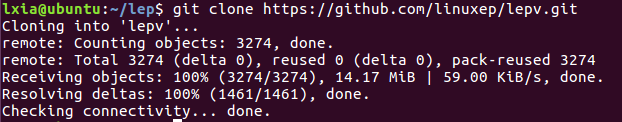 lxia@ubuntu:~/lep$ git clone https://github.com/linuxep/lepv.git
Cloning into 'lepv'...
remote: Counting objects: 3274, done.
remote: Total 3274 (delta 0), reused 0 (delta 0), pack-reused 3274
Receiving objects: 100% (3274/3274), 14.17 MiB | 59.00 KiB/s, done.
Resolving deltas: 100% (1461/1461), done.
Checking connectivity... done.